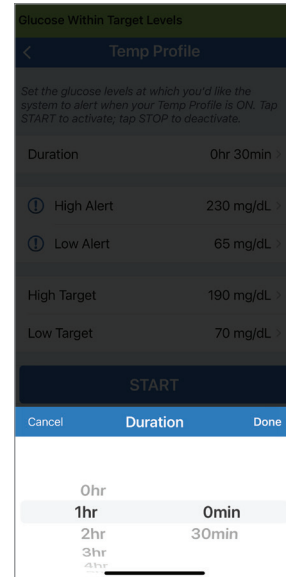 Glucose Within Target Levels
Temp Profile
Set the glucose levels at which you'd like the
system to alert when your Temp Profile is ON. Tap
START to activate; tap STOP to deactivate.
Duration 0hr 30min
High Alert 230 mg/dL
Low Alert 65 mg/dL
High Target 190 mg/dL
Low Target 70 mg/dL
START
Cancel Duration Done
0hr
1hr 0min
2hr 30min
3hr
4hr